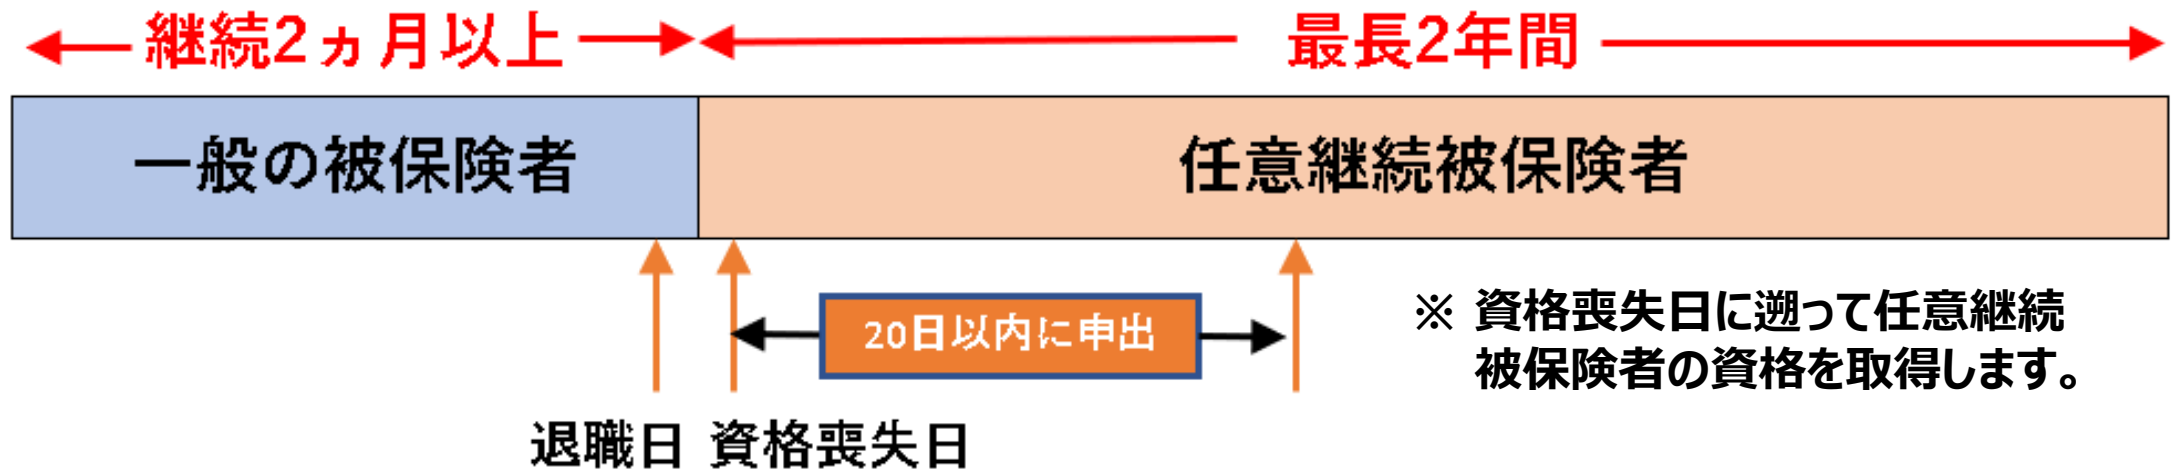 継続2ヵ月以上
最長2年間
一般の被保険者
任意継続被保険者
20日以内に申出
※ 資格喪失日に遡って任意継続
被保険者の資格を取得します。
退職日
資格喪失日